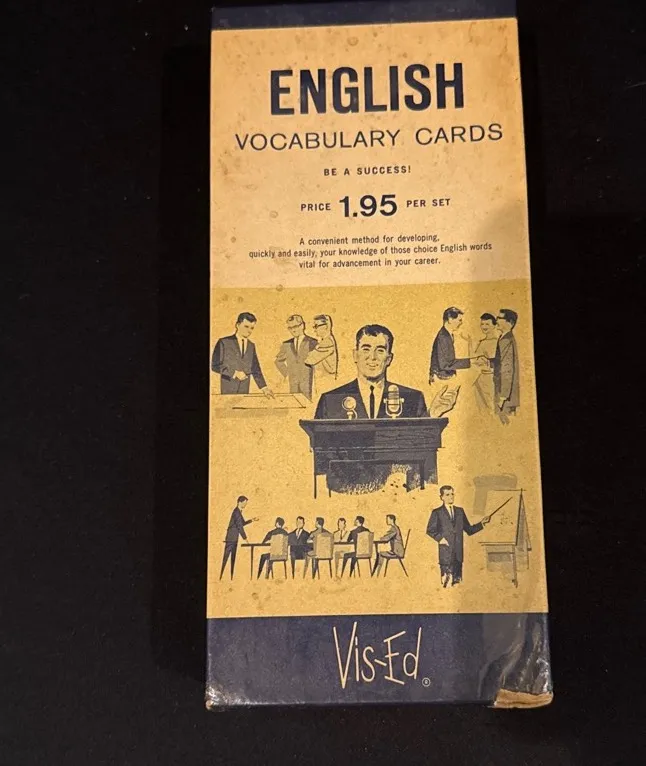 ENGLISH
VOCABULARY CARDS
BE A SUCCESS!
PRICE 1.95 PER SET
A convenient method for developing,
quickly and easily, your knowledge of those choice English words
vital for advancement in your career.
Vis-Ed®